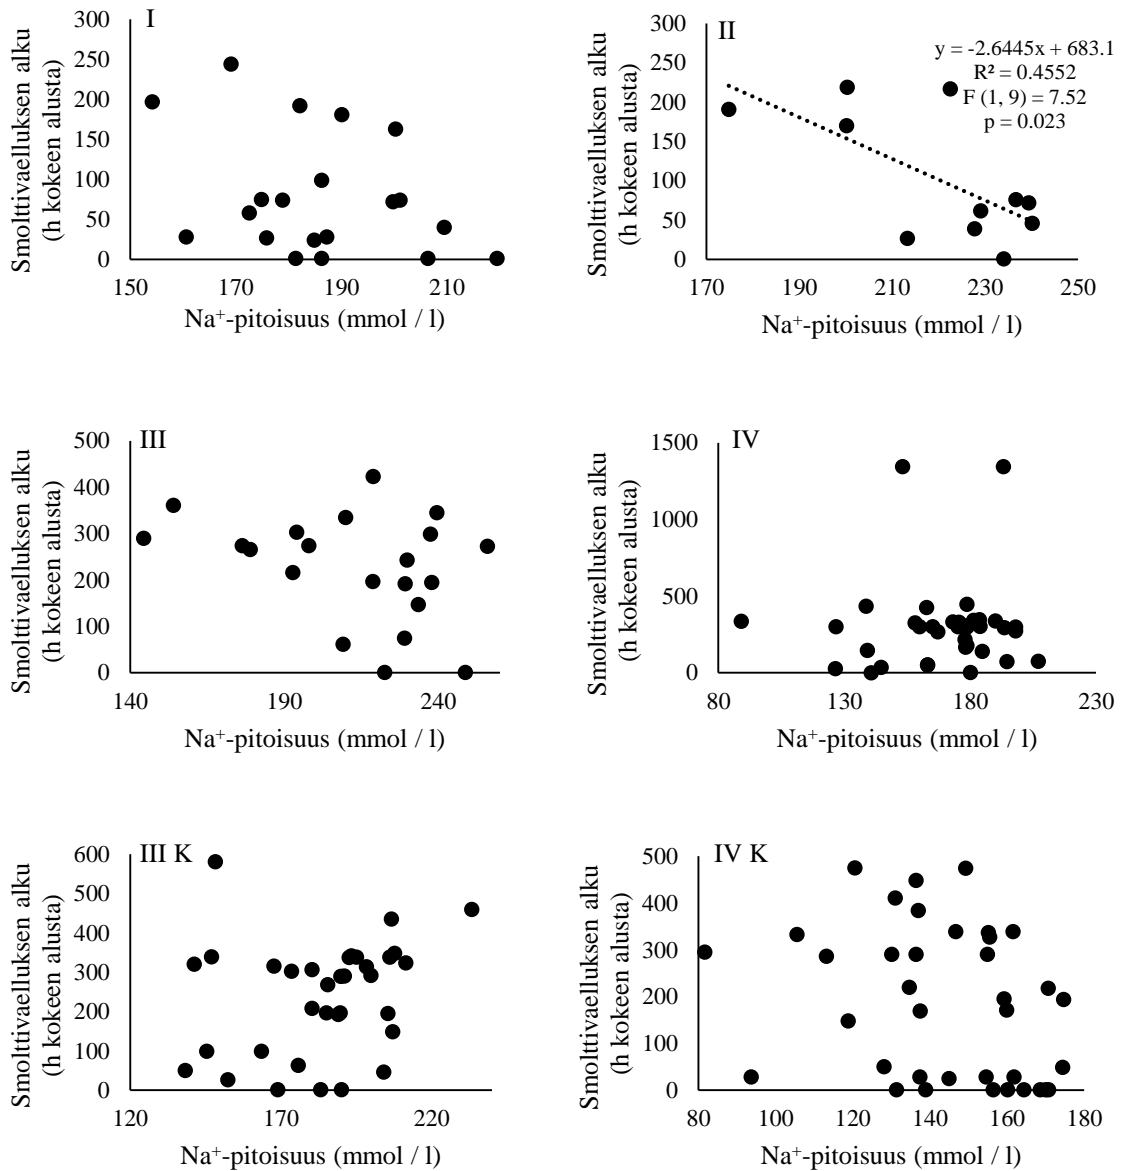 I
Smolttivaelluksen alku
(h kokeen alusta)
300
250
200
150
100
50
0
150
170
190
210
Na⁺-pitoisuus (mmol / l)
II
y = -2.6445x + 683.1
R² = 0.4552
F (1, 9) = 7.52
p = 0.023
Smolttivaelluksen alku
(h kokeen alusta)
300
250
200
150
100
50
0
170
190
210
230
250
Na⁺-pitoisuus (mmol / l)
III
Smolttivaelluksen alku
(h kokeen alusta)
500
400
300
200
100
0
140
190
240
Na⁺-pitoisuus (mmol / l)
IV
Smolttivaelluksen alku
(h kokeen alusta)
1500
1000
500
0
80
130
180
230
Na⁺-pitoisuus (mmol / l)
III K
Smolttivaelluksen alku
(h kokeen alusta)
600
500
400
300
200
100
0
120
170
220
Na⁺-pitoisuus (mmol / l)
IV K
Smolttivaelluksen alku
(h kokeen alusta)
500
400
300
200
100
0
80
100
120
140
160
180
Na⁺-pitoisuus (mmol / l)